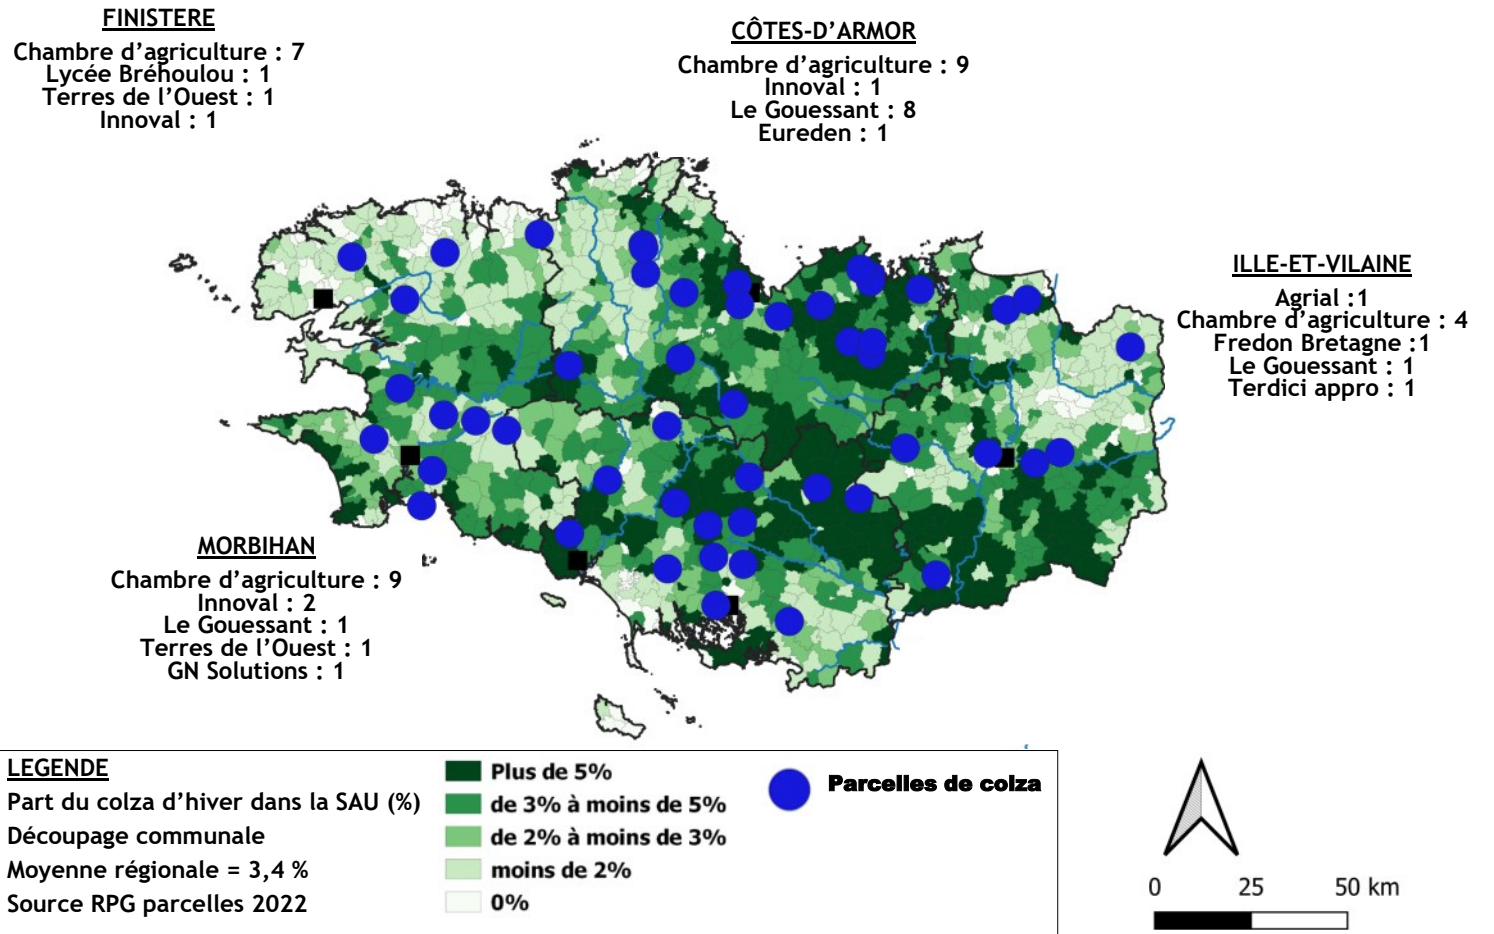 FINISTERE
Chambre d'agriculture : 7
Lycée Bréhoulou : 1
Terres de l'Ouest : 1
Innoval : 1
CÔTES-D'ARMOR
Chambre d'agriculture : 9
Innoval : 1
Le Gouessant : 8
Eureden : 1
ILLE-ET-VILAINE
Agrial :1
Chambre d'agriculture : 4
Fredon Bretagne :1
Le Gouessant : 1
Terdici appro : 1
MORBIHAN
Chambre d'agriculture : 9
Innoval : 2
Le Gouessant : 1
Terres de l'Ouest : 1
GN Solutions : 1
LEGENDE
Part du colza d'hiver dans la SAU (%)
Découpage communale
Moyenne régionale = 3,4 %
Source RPG parcelles 2022
Plus de 5%
de 3% à moins de 5%
de 2% à moins de 3%
moins de 2%
0%
Parcelles de colza
0 25 50 km